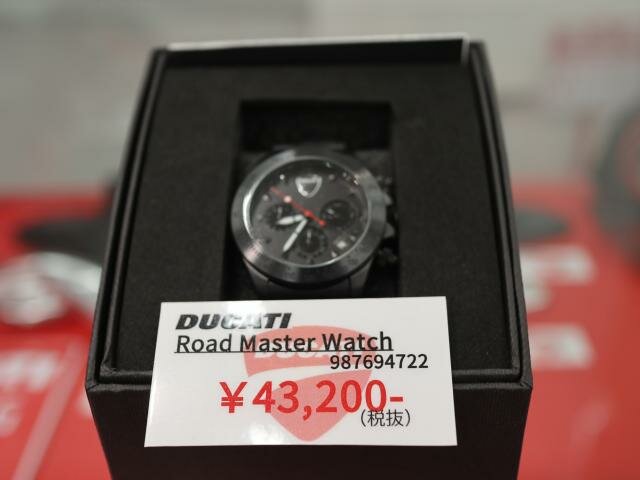 DUCATI
Road Master Watch
987694722
￥43,200-
(税抜)